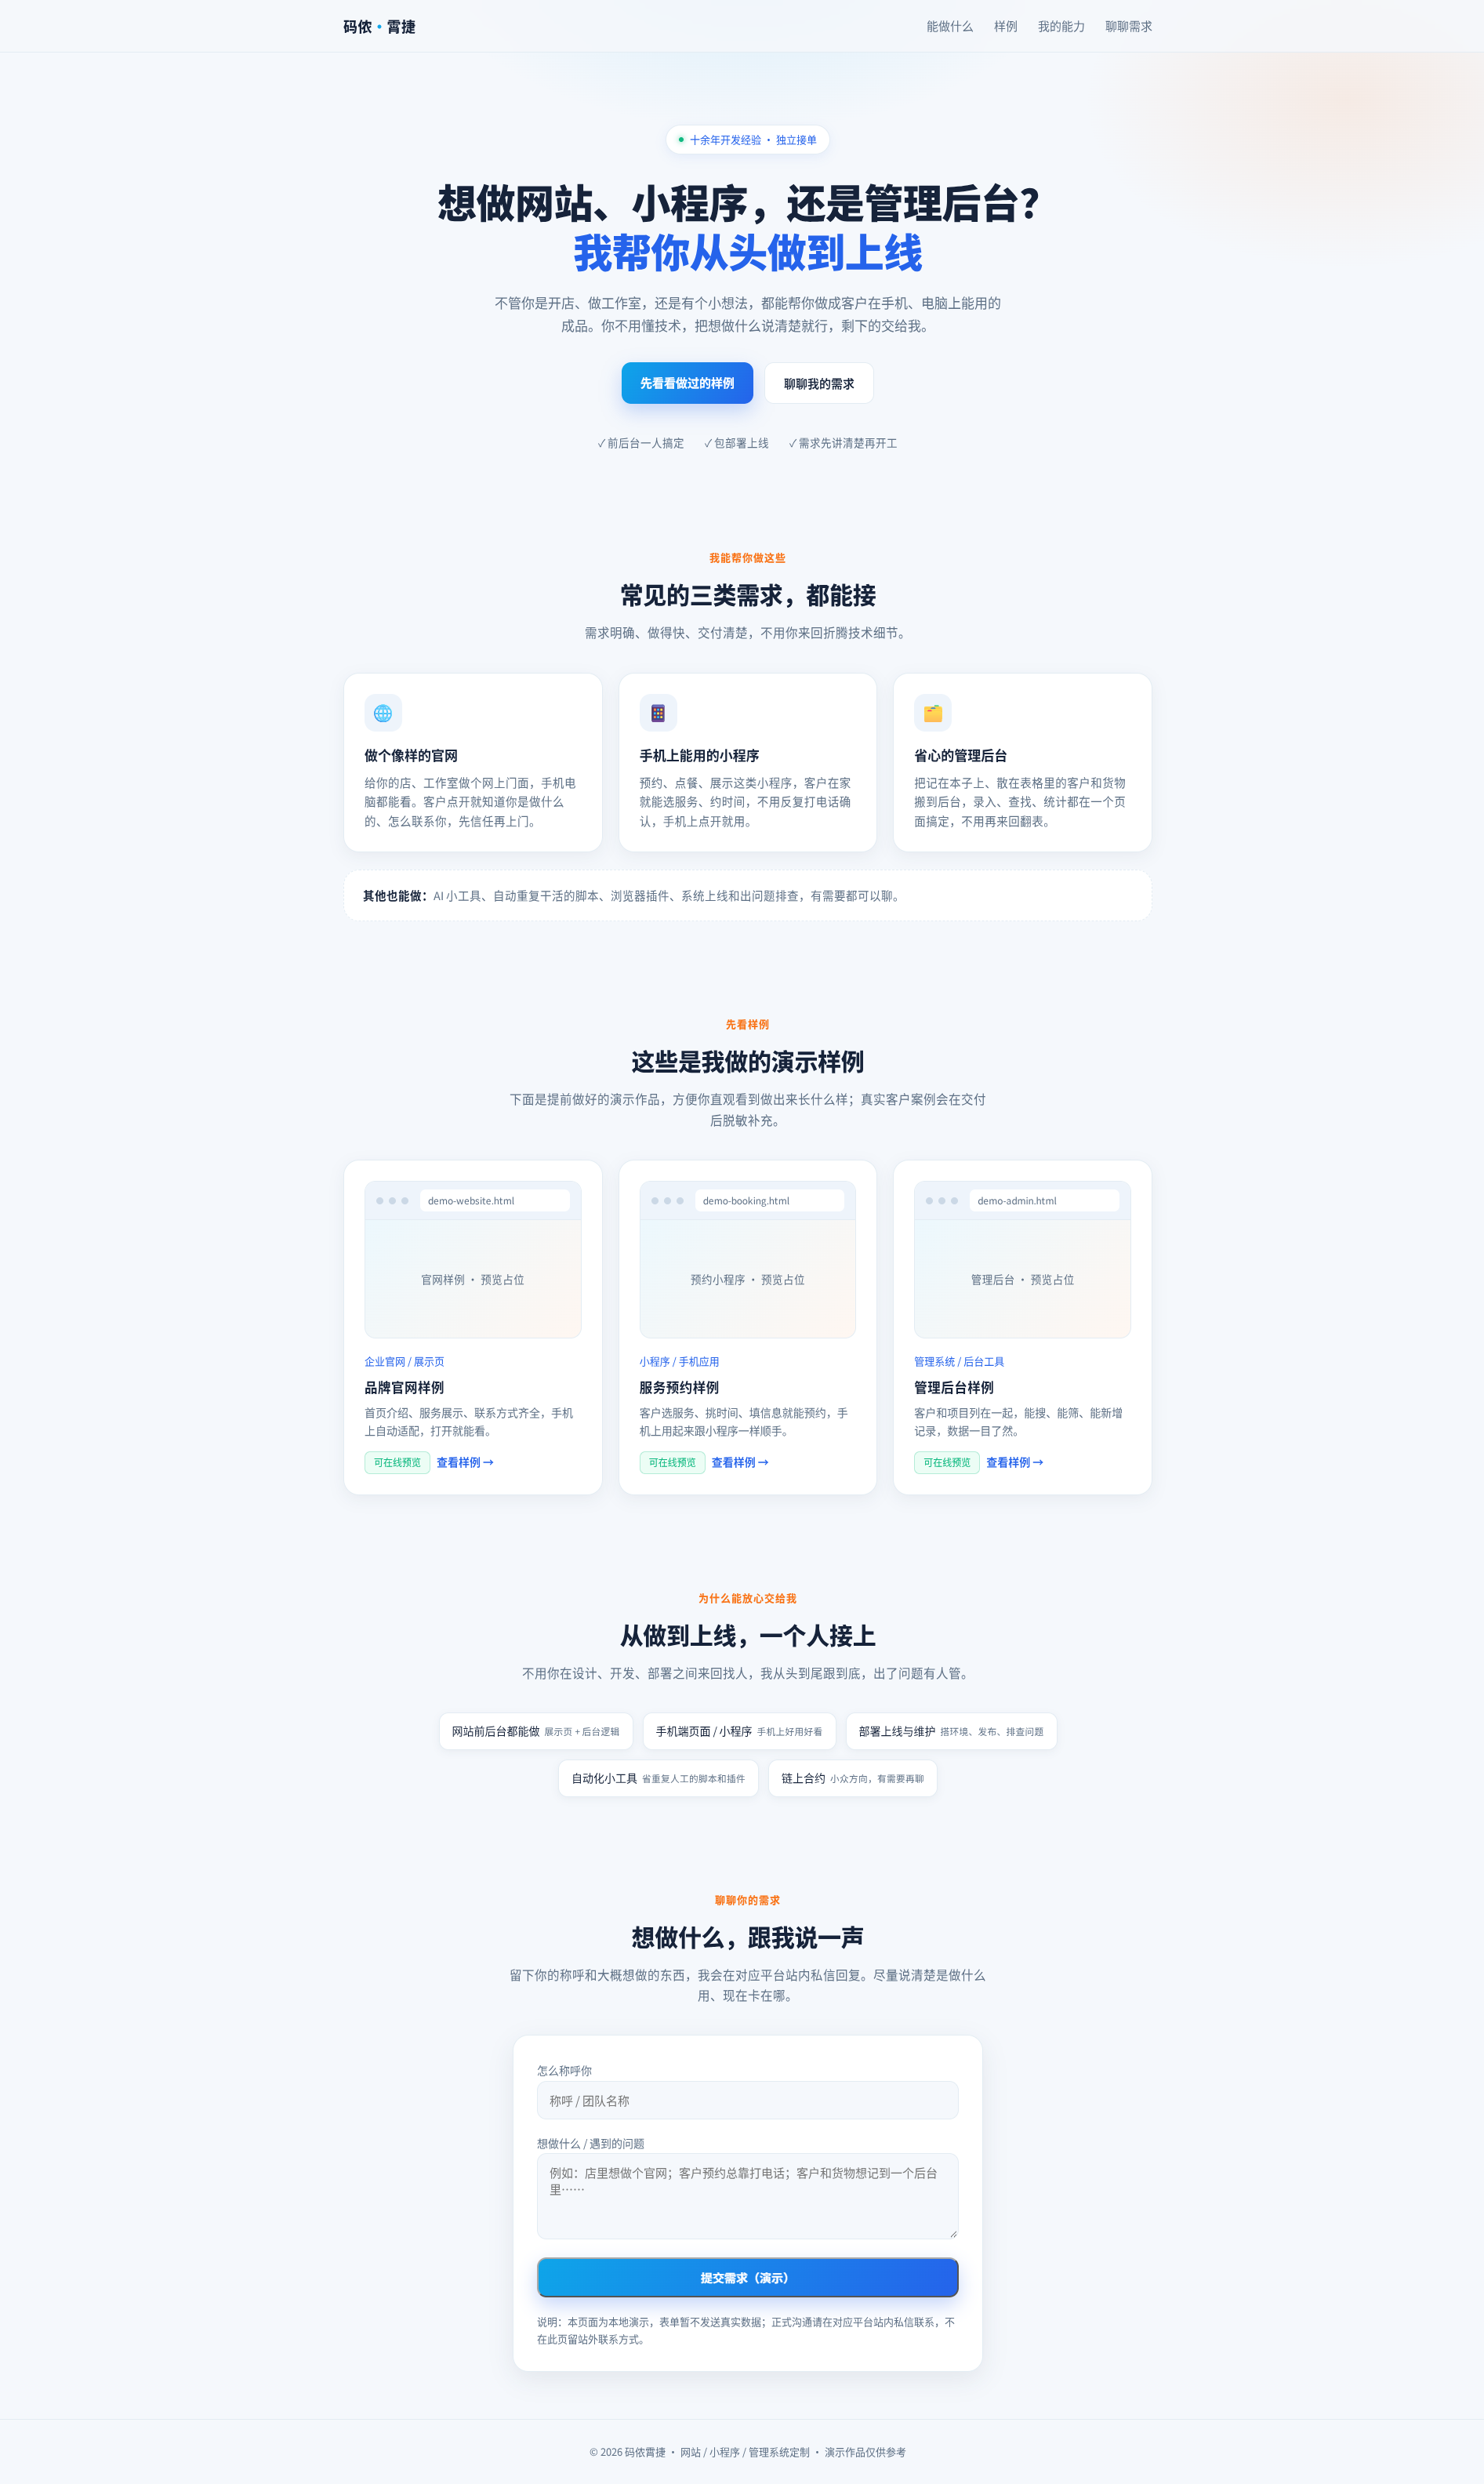 码侬·霄捷
能做什么
样例
我的能力
聊聊需求
十余年开发经验 · 独立接单
想做网站、小程序，还是管理后台？
我帮你从头做到上线
不管你是开店、做工作室，还是有个小想法，都能帮你做成客户在手机、电脑上能用的
成品。你不用懂技术，把想做什么说清楚就行，剩下的交给我。
先看看做过的样例
聊聊我的需求
✓ 前后台一人搞定
✓ 包部署上线
✓ 需求先讲清楚再开工
我能帮你做这些
常见的三类需求，都能接
需求明确、做得快、交付清楚，不用你来回折腾技术细节。
做个像样的官网
给你的店、工作室做个网上门面，手机电
脑都能看。客户点开就知道你是做什么
的、怎么联系你，先信任再上门。
手机上能用的小程序
预约、点餐、展示这类小程序，客户在家
就能选服务、约时间，不用反复打电话确
认，手机上点开就用。
省心的管理后台
把记在本子上、散在表格里的客户和货物
搬到后台，录入、查找、统计都在一个页
面搞定，不用再来回翻表。
其他也能做：AI 小工具、自动重复干活的脚本、浏览器插件、系统上线和出问题排查，有需要都可以聊。
先看样例
这些是我做的演示样例
下面是提前做好的演示作品，方便你直观看到做出来长什么样；真实客户案例会在交付
后脱敏补充。
demo-website.html
官网样例 · 预览占位
企业官网 / 展示页
品牌官网样例
首页介绍、服务展示、联系方式齐全，手机
上自动适配，打开就能看。
可在线预览
查看样例 →
demo-booking.html
预约小程序 · 预览占位
小程序 / 手机应用
服务预约样例
客户选服务、挑时间、填信息就能预约，手
机上用起来跟小程序一样顺手。
可在线预览
查看样例 →
demo-admin.html
管理后台 · 预览占位
管理系统 / 后台工具
管理后台样例
客户和项目列在一起，能搜、能筛、能新增
记录，数据一目了然。
可在线预览
查看样例 →
为什么能放心交给我
从做到上线，一个人接上
不用你在设计、开发、部署之间来回找人，我从头到尾跟到底，出了问题有人管。
网站前后台都能做 展示页 + 后台逻辑
手机端页面 / 小程序 手机上好用好看
部署上线与维护 搭环境、发布、排查问题
自动化小工具 省重复人工的脚本和插件
链上合约 小众方向，有需要再聊
聊聊你的需求
想做什么，跟我说一声
留下你的称呼和大概想做的东西，我会在对应平台站内私信回复。尽量说清楚是做什么
用、现在卡在哪。
怎么称呼你
称呼 / 团队名称
想做什么 / 遇到的问题
例如：店里想做个官网；客户预约总靠打电话；客户和货物想记到一个后台
里……
提交需求（演示）
说明：本页面为本地演示，表单暂不发送真实数据；正式沟通请在对应平台站内私信联系，不
在此页留站外联系方式。
© 2026 码侬霄捷 · 网站 / 小程序 / 管理系统定制 · 演示作品仅供参考